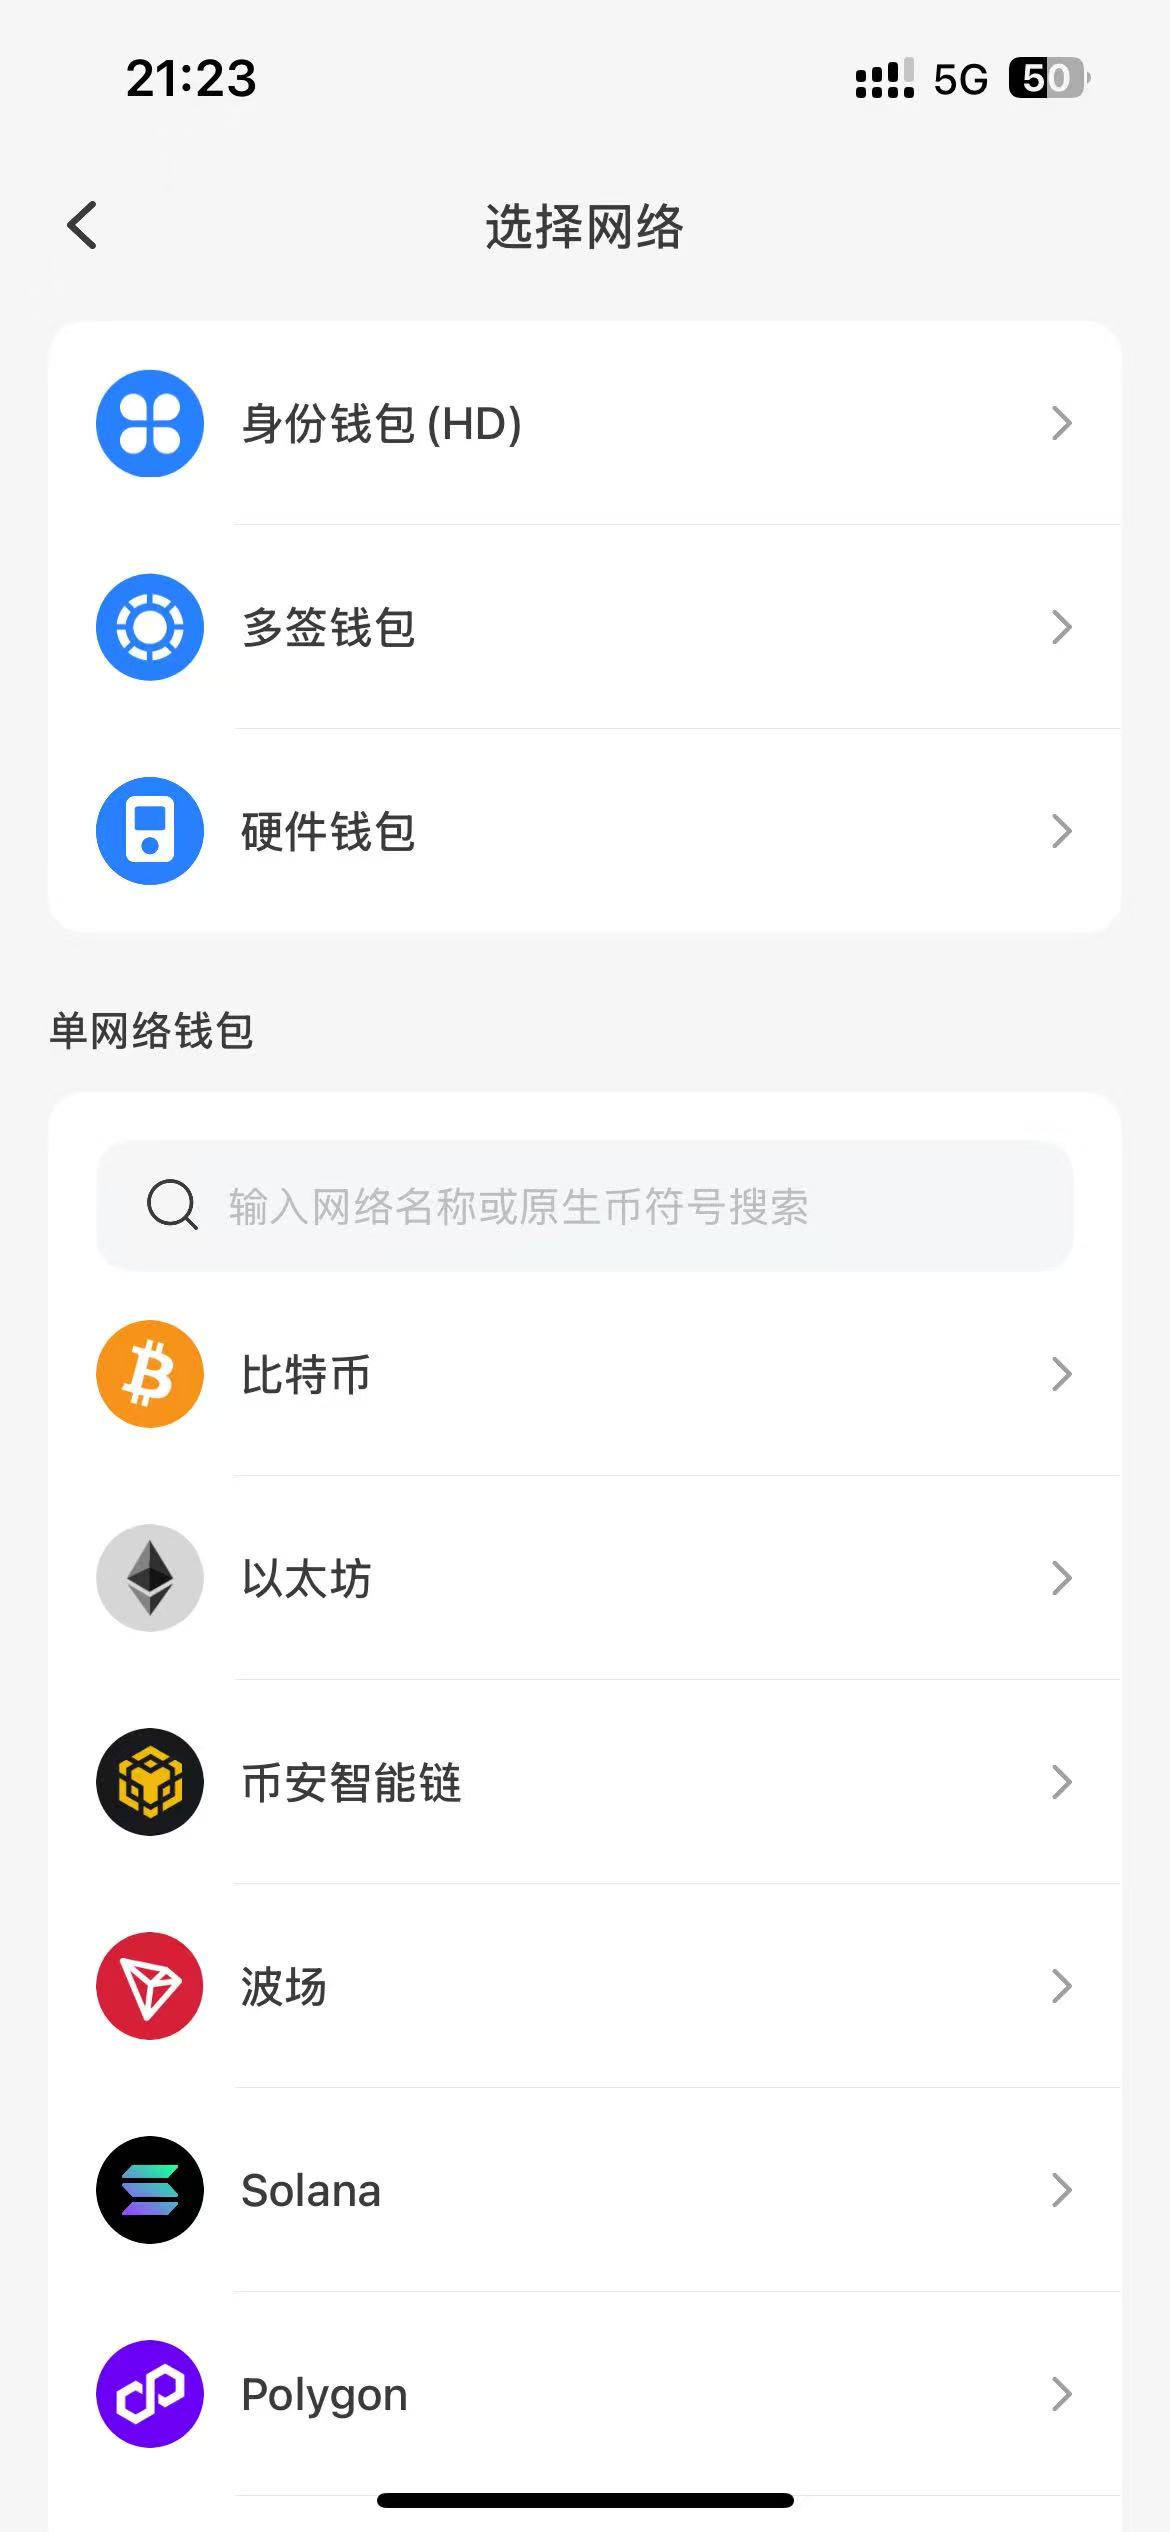 21:23
5G 50
选择网络
身份钱包 (HD)
多签钱包
硬件钱包
单网络钱包
输入网络名称或原生币符号搜索
比特币
以太坊
币安智能链
波场
Solana
Polygon